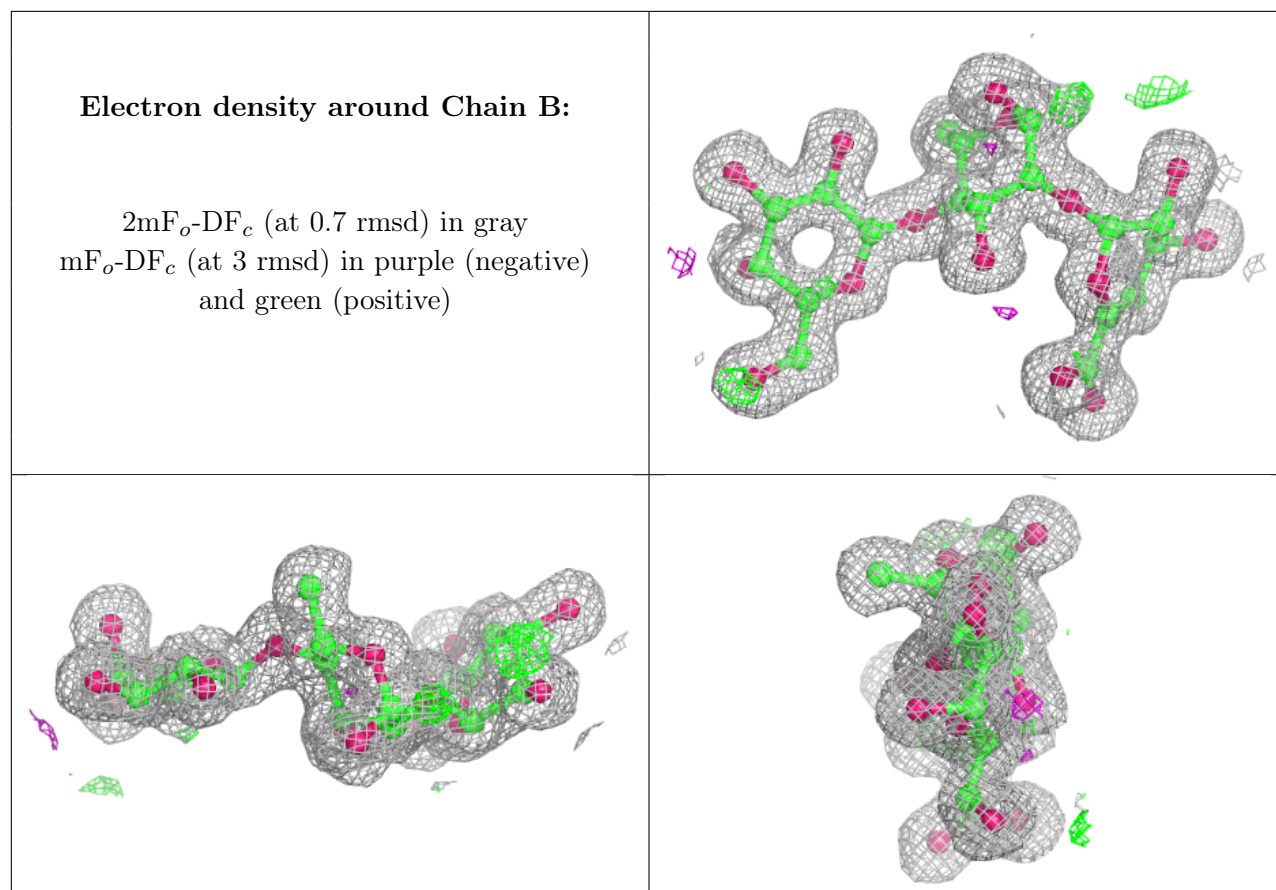 Electron density around Chain B:
2mFₒ-DF𝒸 (at 0.7 rmsd) in gray
mFₒ-DF𝒸 (at 3 rmsd) in purple (negative)
and green (positive)